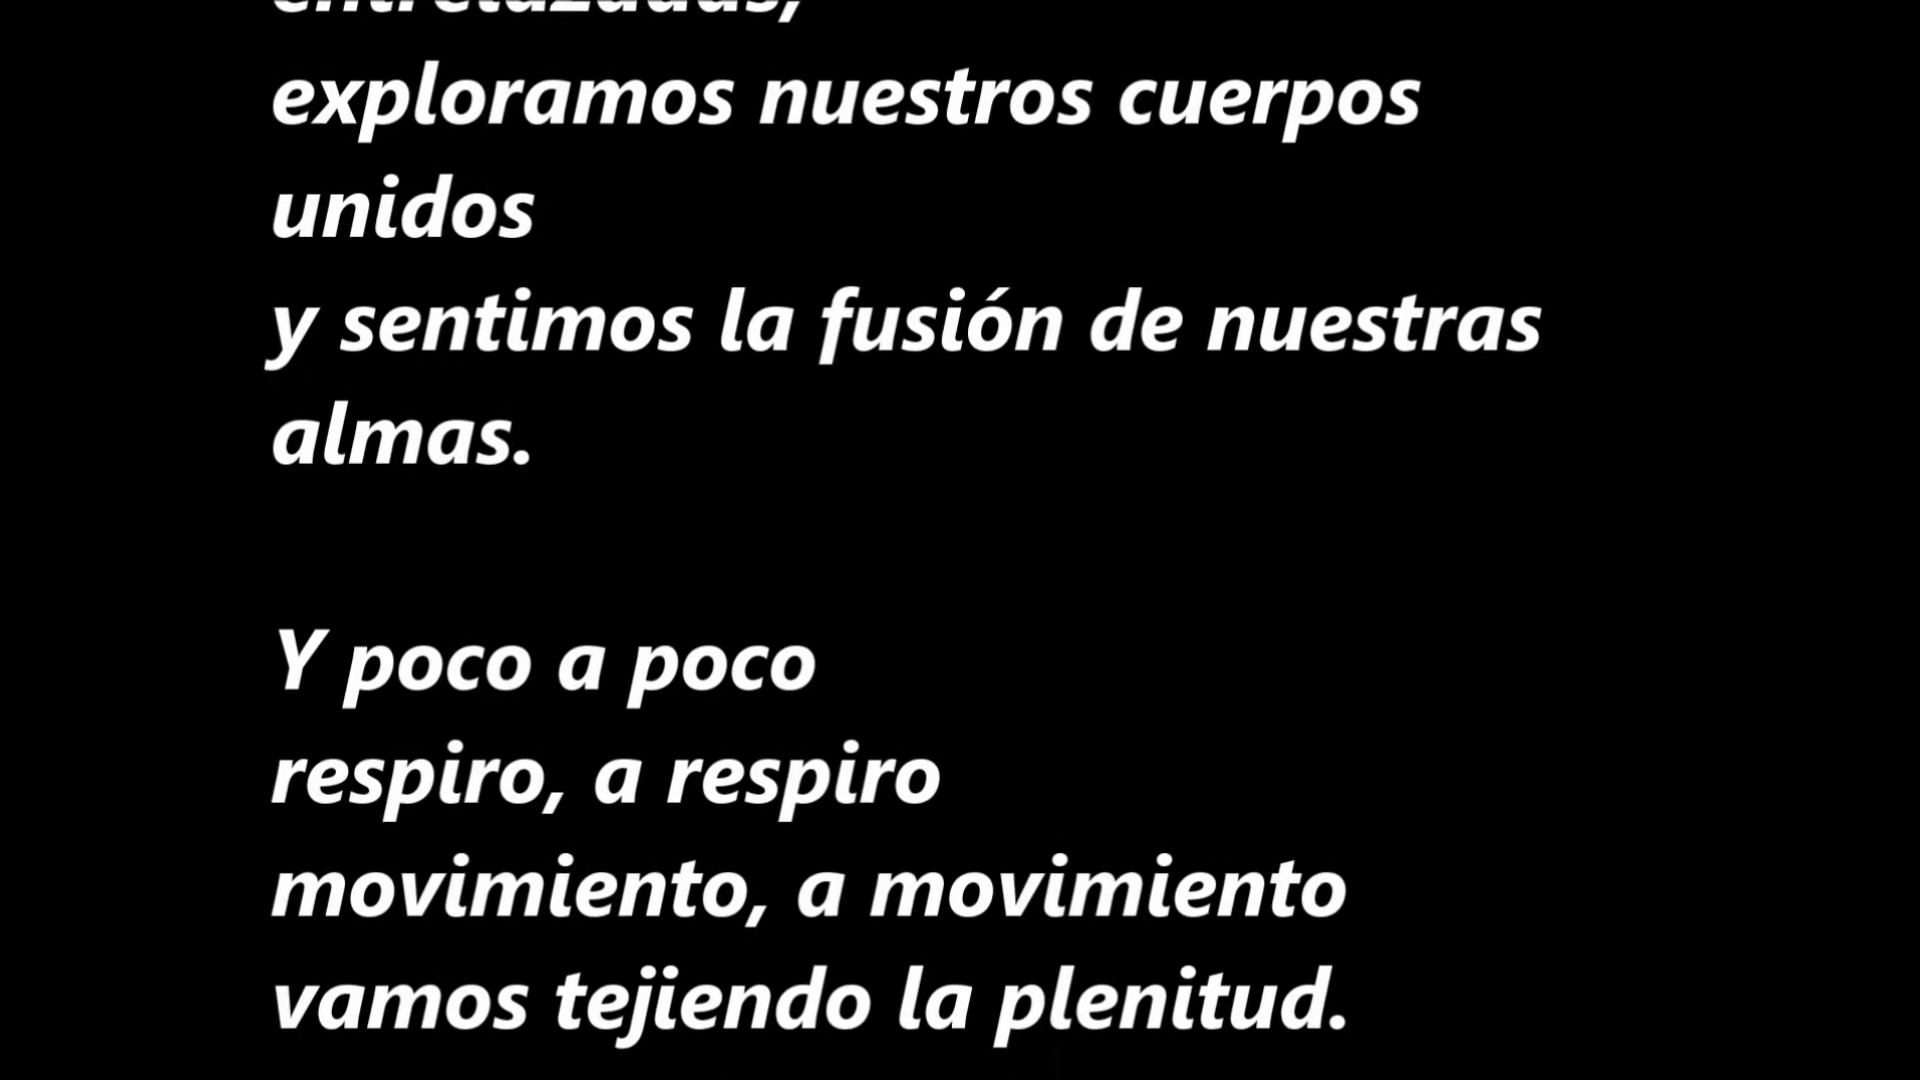 entrelazadas,
exploramos nuestros cuerpos
unidos
y sentimos la fusión de nuestras
almas.
Y poco a poco
respiro, a respiro
movimiento, a movimiento
vamos tejiendo la plenitud.